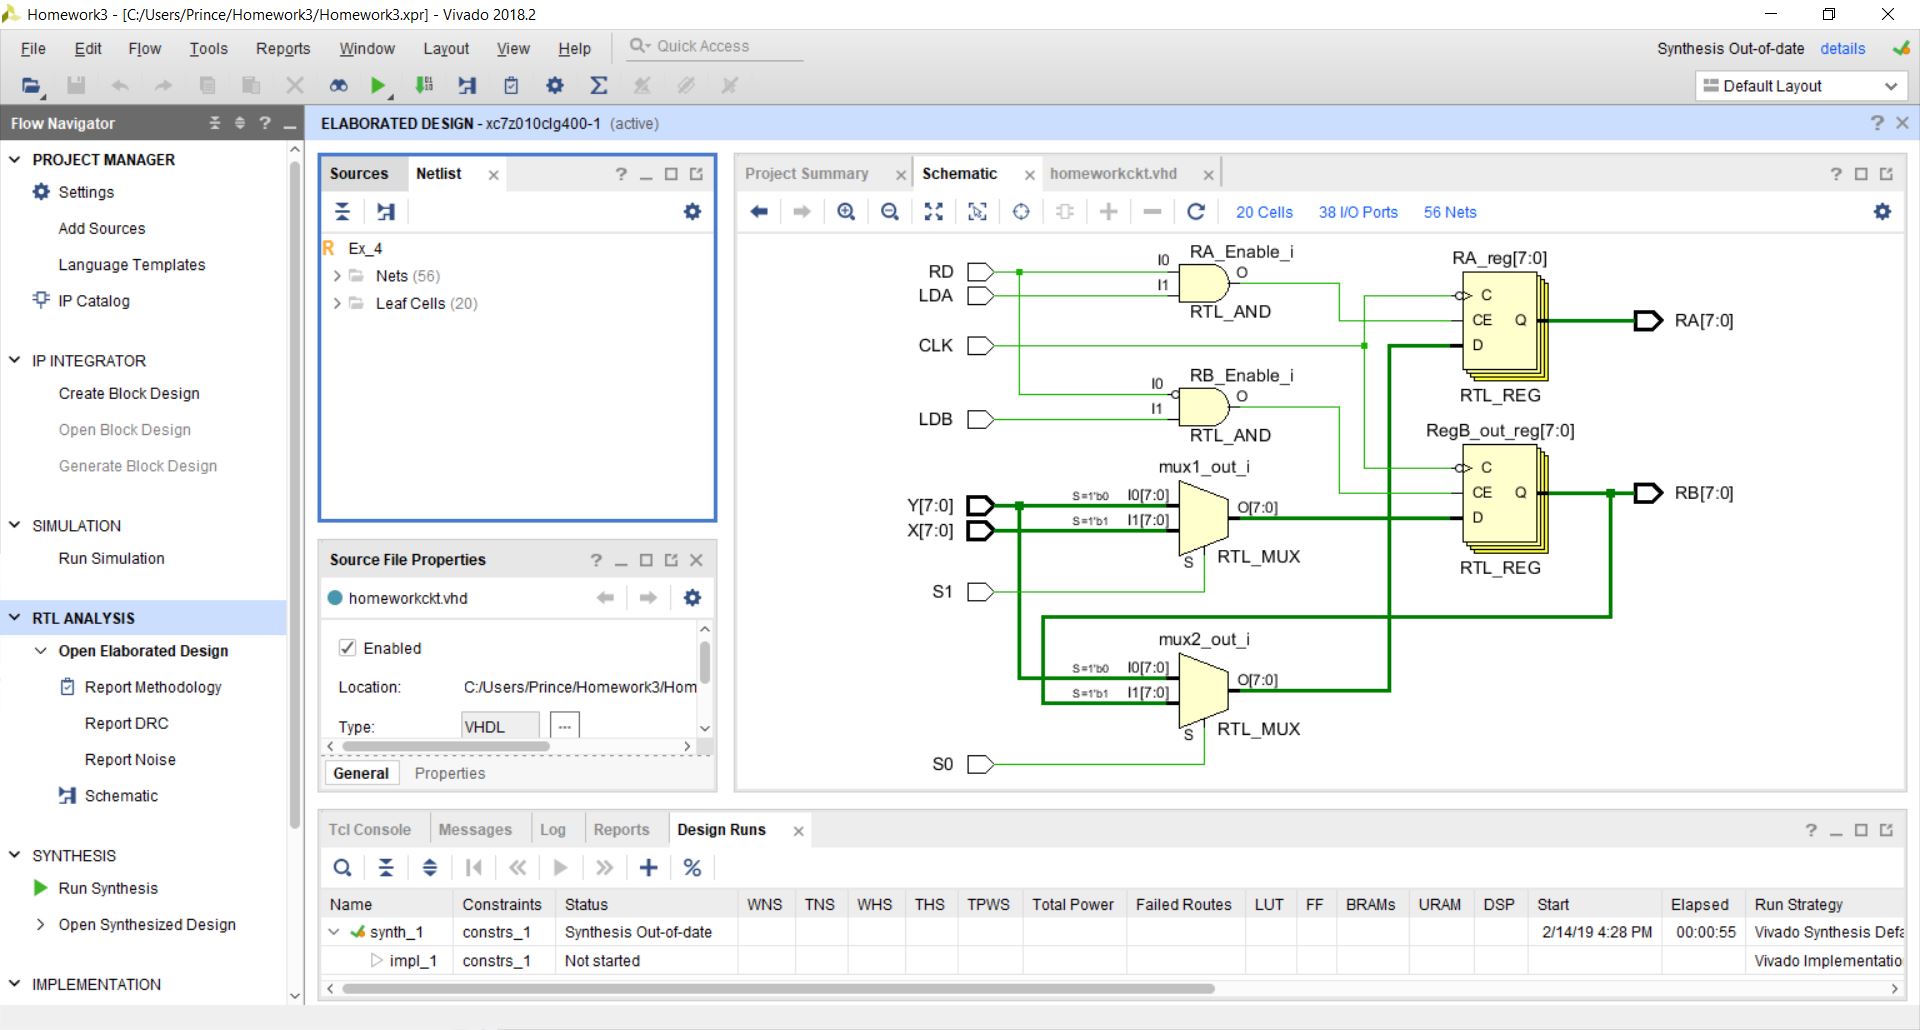 Homework3 - [C:/Users/Prince/Homework3/Homework3.xpr] - Vivado 2018.2
File Edit Flow Tools Reports Window Layout View Help Quick Access
Synthesis Out-of-date details
Default Layout
Flow Navigator
PROJECT MANAGER
Settings
Add Sources
Language Templates
IP Catalog
IP INTEGRATOR
Create Block Design
Open Block Design
Generate Block Design
SIMULATION
Run Simulation
RTL ANALYSIS
Open Elaborated Design
Report Methodology
Report DRC
Report Noise
Schematic
SYNTHESIS
Run Synthesis
Open Synthesized Design
IMPLEMENTATION
ELABORATED DESIGN - xc7z010clg400-1 (active)
Sources Netlist
R Ex_4
Nets (56)
Leaf Cells (20)
Source File Properties
homeworkckt.vhd
Enabled
Location: C:/Users/Prince/Homework3/Hom
Type: VHDL ...
General Properties
Project Summary Schematic homeworkckt.vhd
20 Cells 38 I/O Ports 56 Nets
RA_Enable_i
RD I0 O
LDA I1
RTL_AND
CLK
RB_Enable_i
I0 O
LDB I1
RTL_AND
RA_reg[7:0]
C
CE Q RA[7:0]
D
RTL_REG
RegB_out_reg[7:0]
C
CE Q RB[7:0]
D
RTL_REG
mux1_out_i
Y[7:0] S=1'b0 I0[7:0] O[7:0]
X[7:0] S=1'b1 I1[7:0]
S RTL_MUX
S1
mux2_out_i
S=1'b0 I0[7:0] O[7:0]
S=1'b1 I1[7:0]
S RTL_MUX
S0
Tcl Console Messages Log Reports Design Runs
Name Constraints Status WNS TNS WHS THS TPWS Total Power Failed Routes LUT FF BRAMs URAM DSP Start Elapsed Run Strategy
synth_1 constrs_1 Synthesis Out-of-date 2/14/19 4:28 PM 00:00:55 Vivado Synthesis Defa
impl_1 constrs_1 Not started Vivado Implementatio